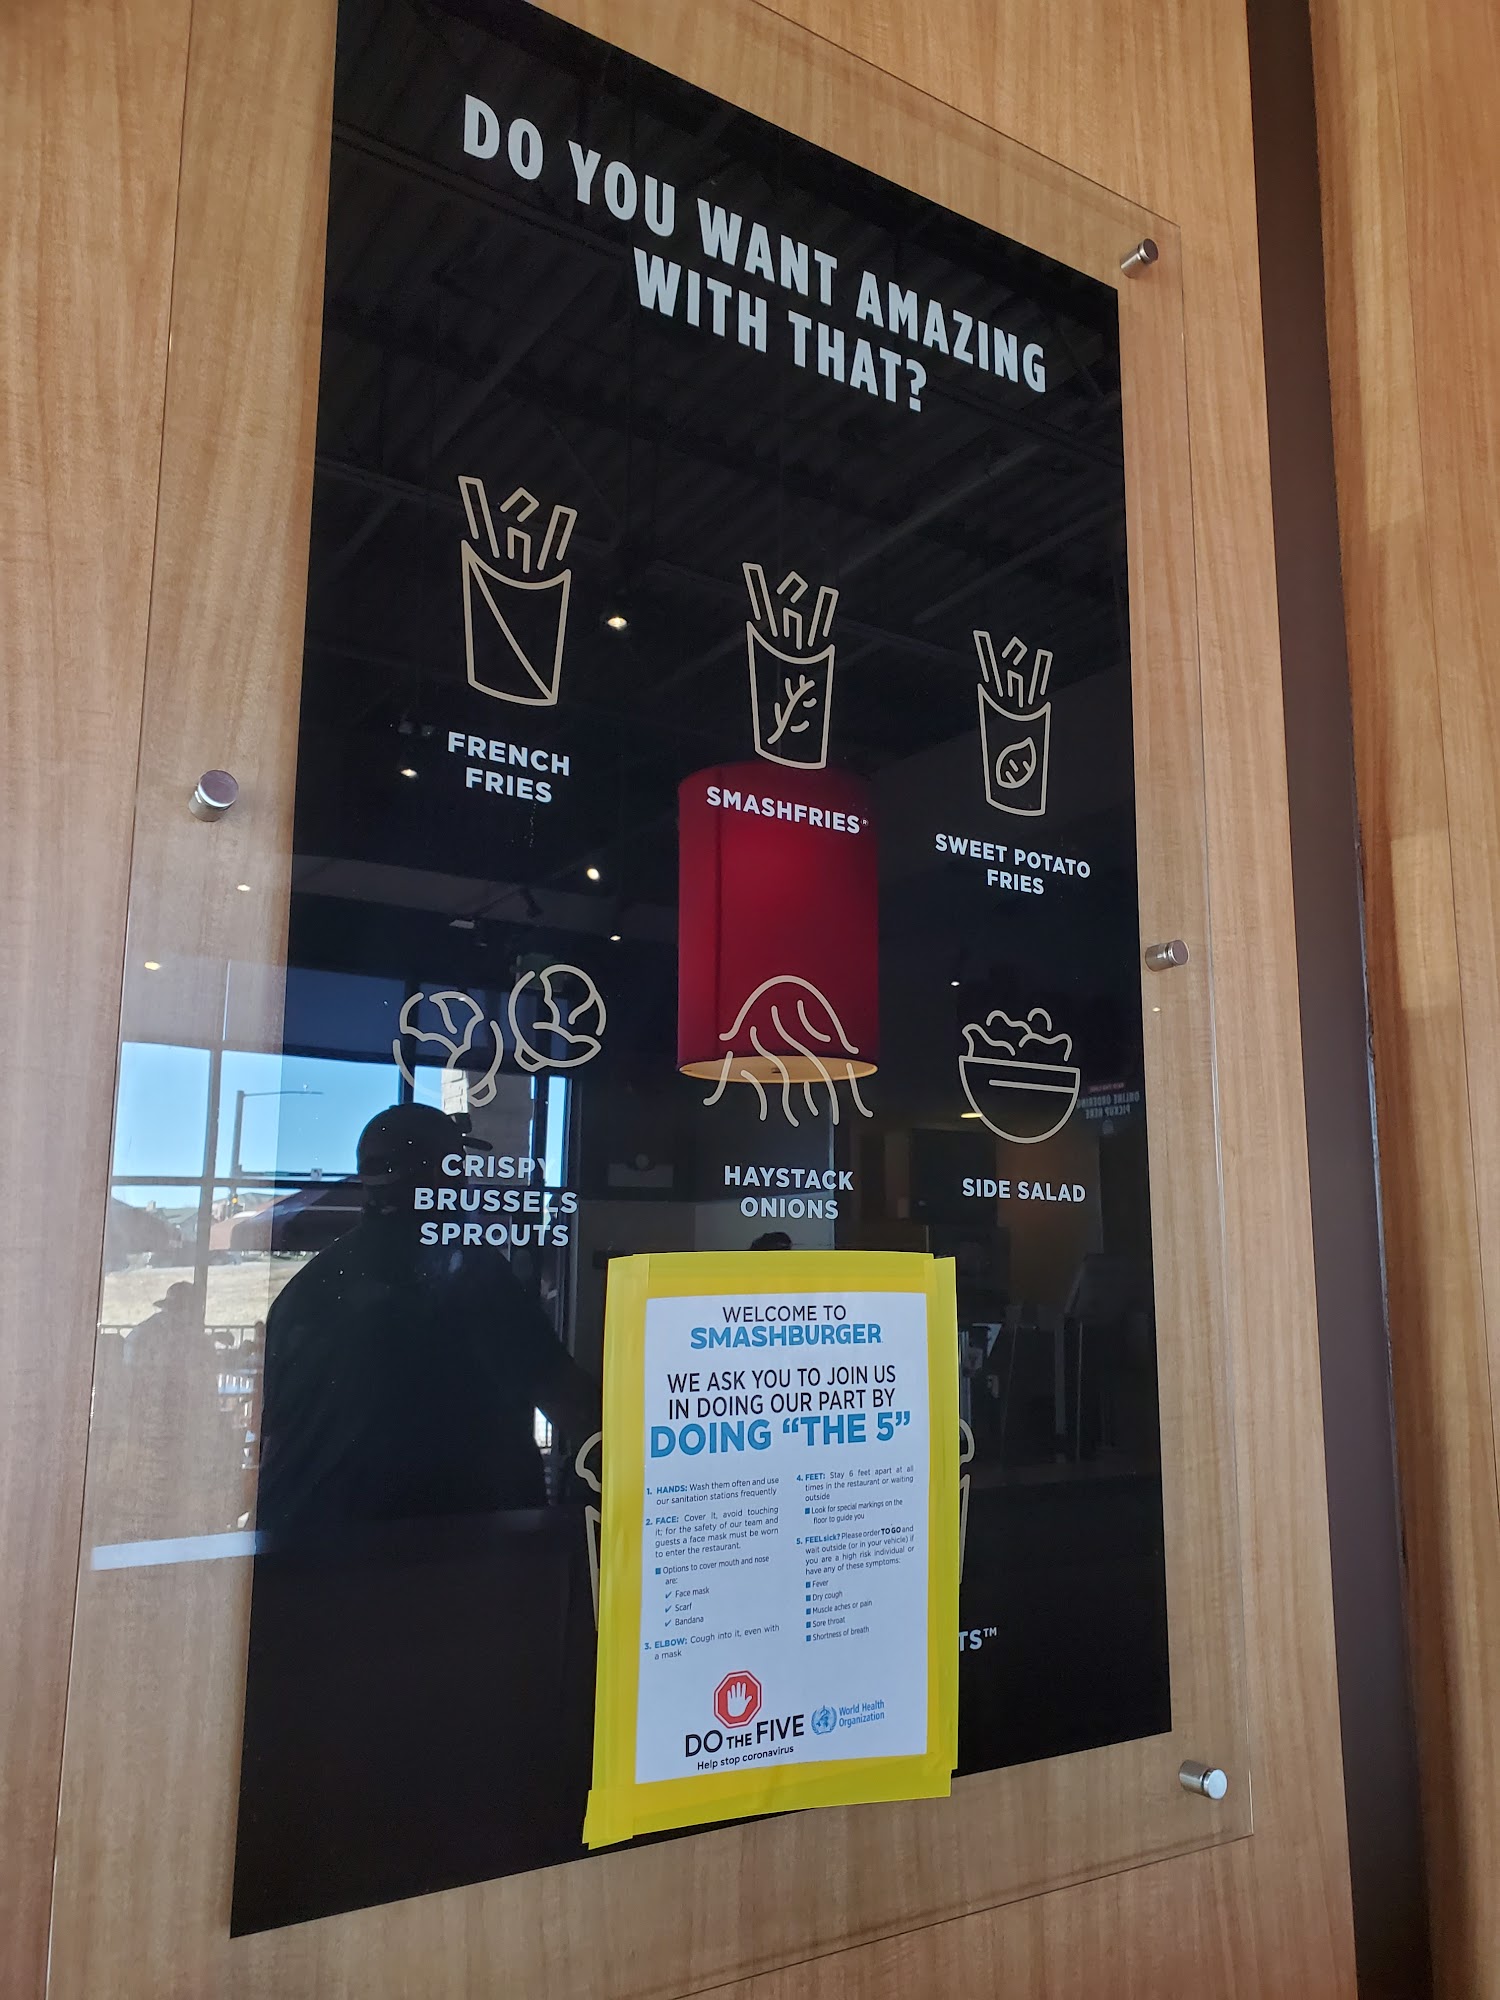 DO YOU WANT AMAZING
WITH THAT?
FRENCH
FRIES
SMASHFRIES®
SWEET POTATO
FRIES
CRISPY
BRUSSELS
SPROUTS
HAYSTACK
ONIONS
SIDE SALAD
ONLINE ORDERING
PICKUP HERE
WELCOME TO
SMASHBURGER
WE ASK YOU TO JOIN US
IN DOING OUR PART BY
DOING “THE 5”
1. HANDS: Wash them often and use
our sanitation stations frequently
2. FACE: Cover it, avoid touching
it; for the safety of our team and
guests a face mask must be worn
to enter the restaurant.
Options to cover mouth and nose
are:
✓ Face mask
✓ Scarf
✓ Bandana
3. ELBOW: Cough into it, even with
a mask
4. FEET: Stay 6 feet apart at all
times in the restaurant or waiting
outside
Look for special markings on the
floor to guide you
5. FEEL sick? Please order TO GO and
wait outside (or in your vehicle) if
you are a high risk individual or
have any of these symptoms:
Fever
Dry cough
Muscle aches or pain
Sore throat
Shortness of breath
DO THE FIVE
Help stop coronavirus
World Health
Organization
TS™